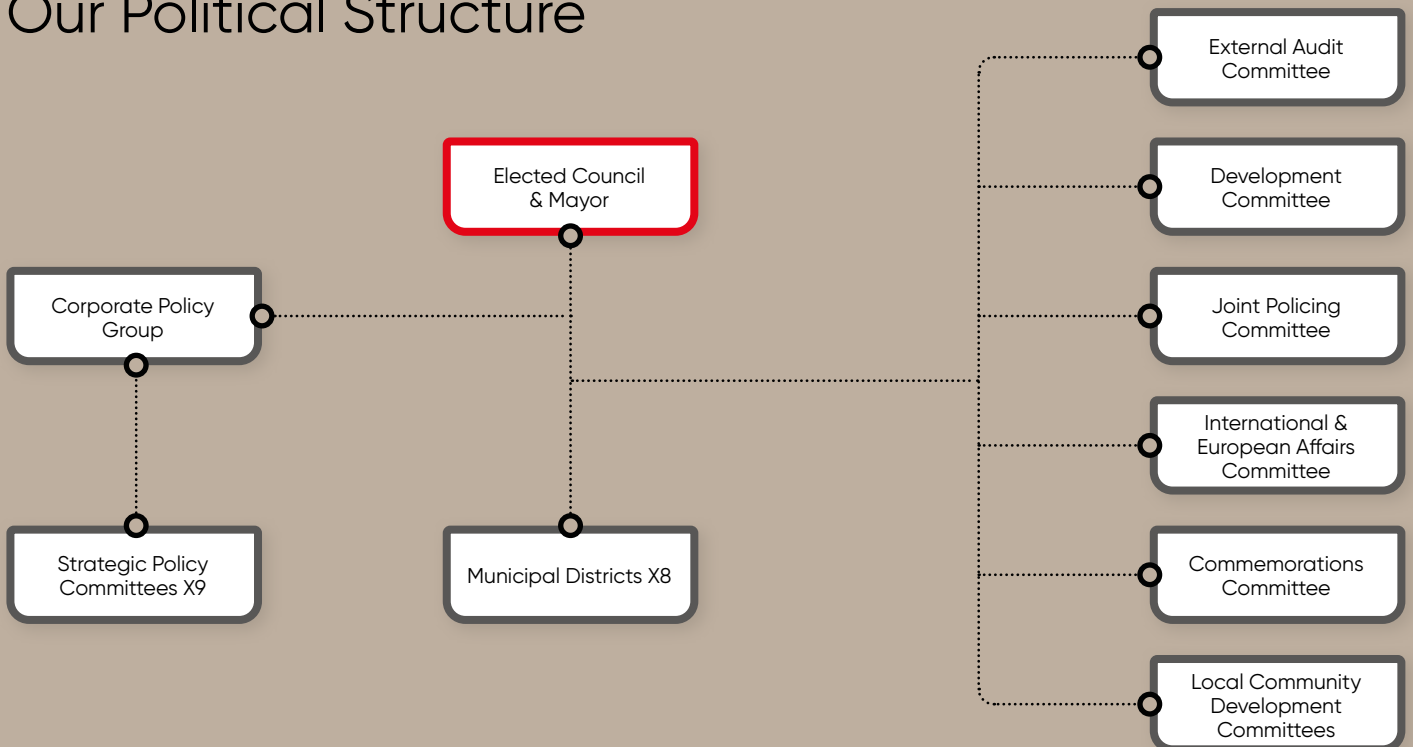 Our Political Structure
External Audit
Committee
Elected Council
& Mayor
Development
Committee
Corporate Policy
Group
Joint Policing
Committee
International &
European Affairs
Committee
Strategic Policy
Committees X9
Municipal Districts X8
Commemorations
Committee
Local Community
Development
Committees